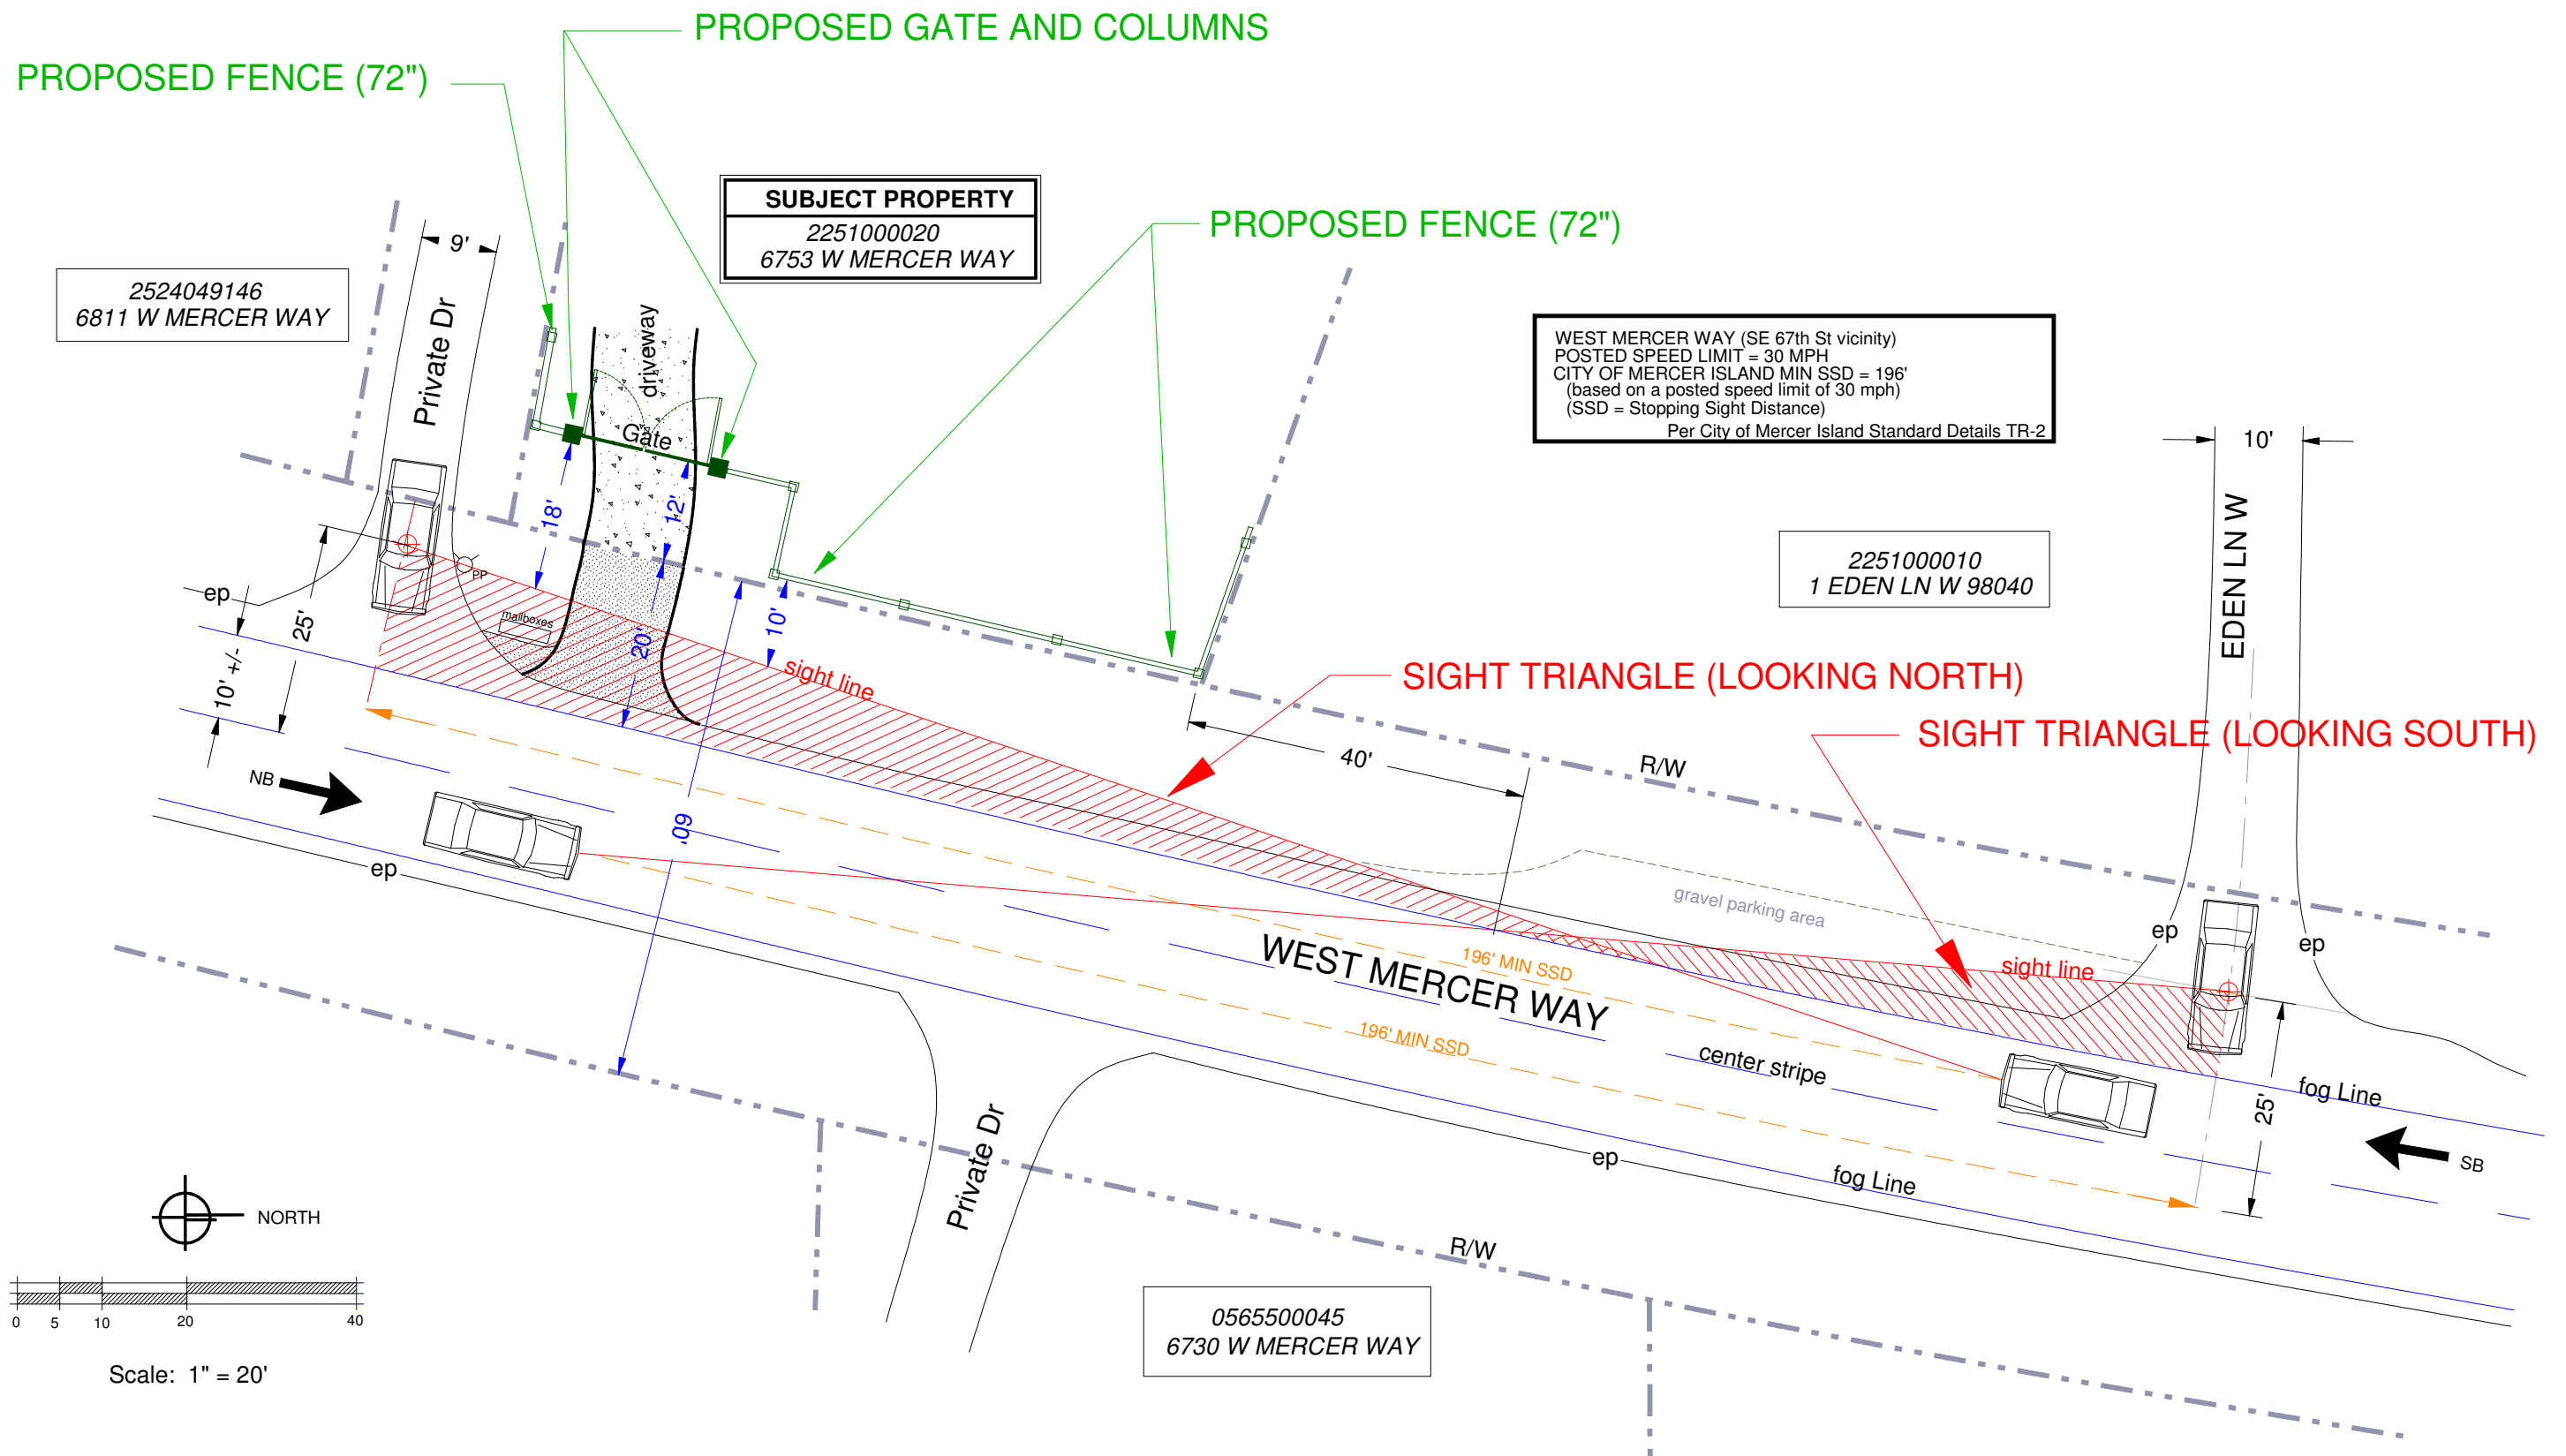 PROPOSED GATE AND COLUMNS
PROPOSED FENCE (72")
SUBJECT PROPERTY
2251000020
6753 W MERCER WAY
PROPOSED FENCE (72")
9'
2524049146
6811 W MERCER WAY
Private Dr
driveway
Gate
WEST MERCER WAY (SE 67th St vicinity)
POSTED SPEED LIMIT = 30 MPH
CITY OF MERCER ISLAND MIN SSD = 196'
(based on a posted speed limit of 30 mph)
(SSD = Stopping Sight Distance)
Per City of Mercer Island Standard Details TR-2
10'
EDEN LN W
18'
12'
2251000010
1 EDEN LN W 98040
PP
ep
25'
mailboxes
20'
10'
10' +/-
sight line
SIGHT TRIANGLE (LOOKING NORTH)
SIGHT TRIANGLE (LOOKING SOUTH)
40'
R/W
NB
60'
ep
gravel parking area
ep
ep
sight line
WEST MERCER WAY
196' MIN SSD
196' MIN SSD
center stripe
fog Line
25'
ep
fog Line
SB
Private Dr
NORTH
R/W
0 5 10 20 40
0565500045
6730 W MERCER WAY
Scale: 1" = 20'